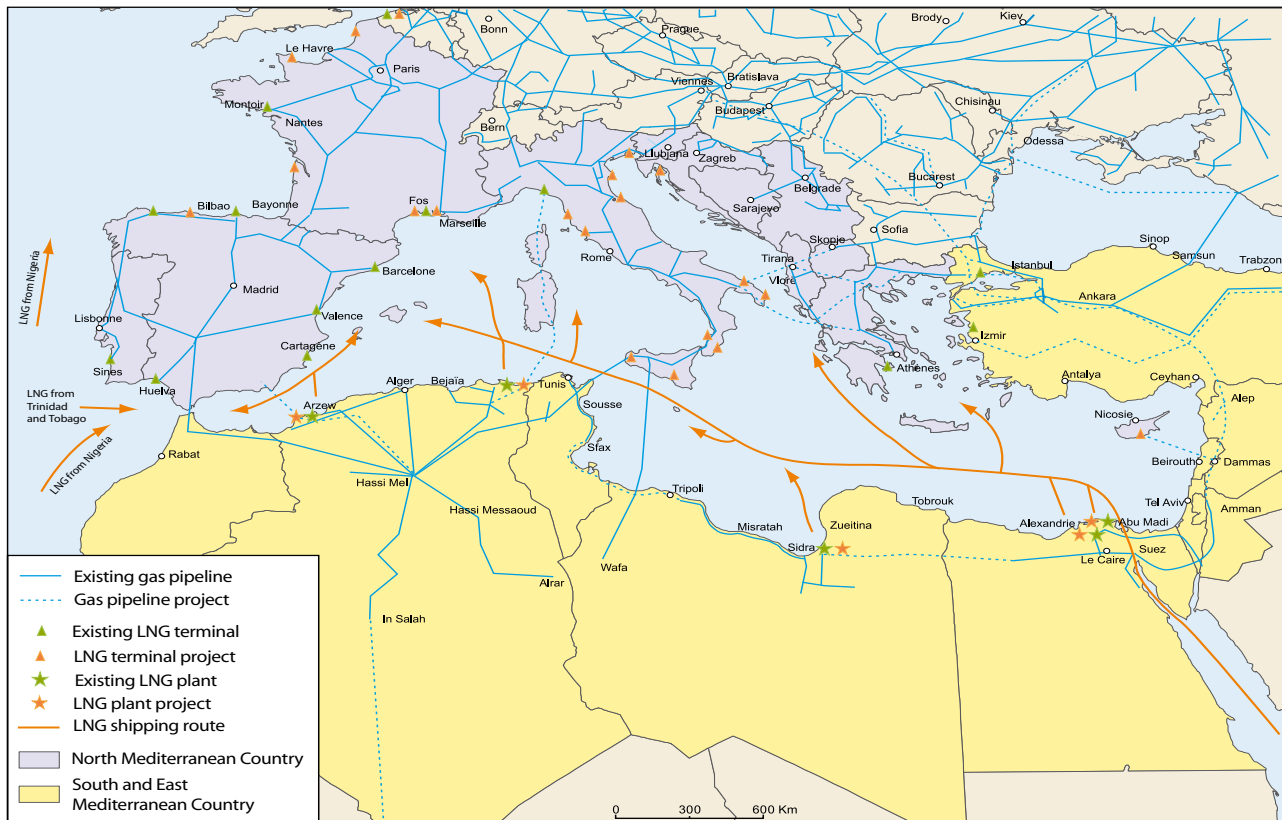 Brody
Kiev
Bonn
Prague
Le Havre
Paris
Bratislava
Viennes
Chisinau
Montoir
Budapest
Nantes
Bern
Odessa
Llubjana
Zagreb
Bucarest
Belgrade
Bilbao
Bayonne
Fos
Marseille
Sarajevo
Sofia
Skopje
Sinop
Samsun
LNG from Nigeria
Rome
Tirana
Istanbul
Trabzon
Barcelone
Madrid
Vlore
Ankara
Valence
Lisbonne
Izmir
Cartagène
Sines
Athènes
Huelva
Alger
Bejaïa
Tunis
Antalya
Ceyhan
LNG from
Trinidad
and Tobago
Arzew
Sousse
Alep
Nicosie
LNG from Nigeria
Rabat
Sfax
Beirouth
Dammas
Hassi Mel
Tripoli
Tobrouk
Tel Aviv
Hassi Messaoud
Misratah
Zueitina
Alexandrie
Abu Madi
Amman
Sidra
Suez
Le Caire
Wafa
Alrar
In Salah
Existing gas pipeline
Gas pipeline project
Existing LNG terminal
LNG terminal project
Existing LNG plant
LNG plant project
LNG shipping route
North Mediterranean Country
South and East
Mediterranean Country
0 300 600 Km